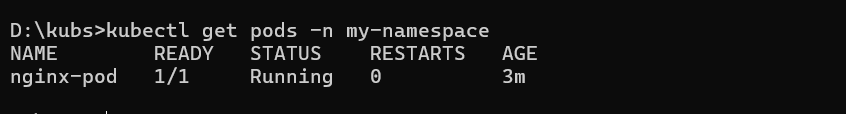 D:\kubs>kubectl get pods -n my-namespace
NAME READY STATUS RESTARTS AGE
nginx-pod 1/1 Running 0 3m